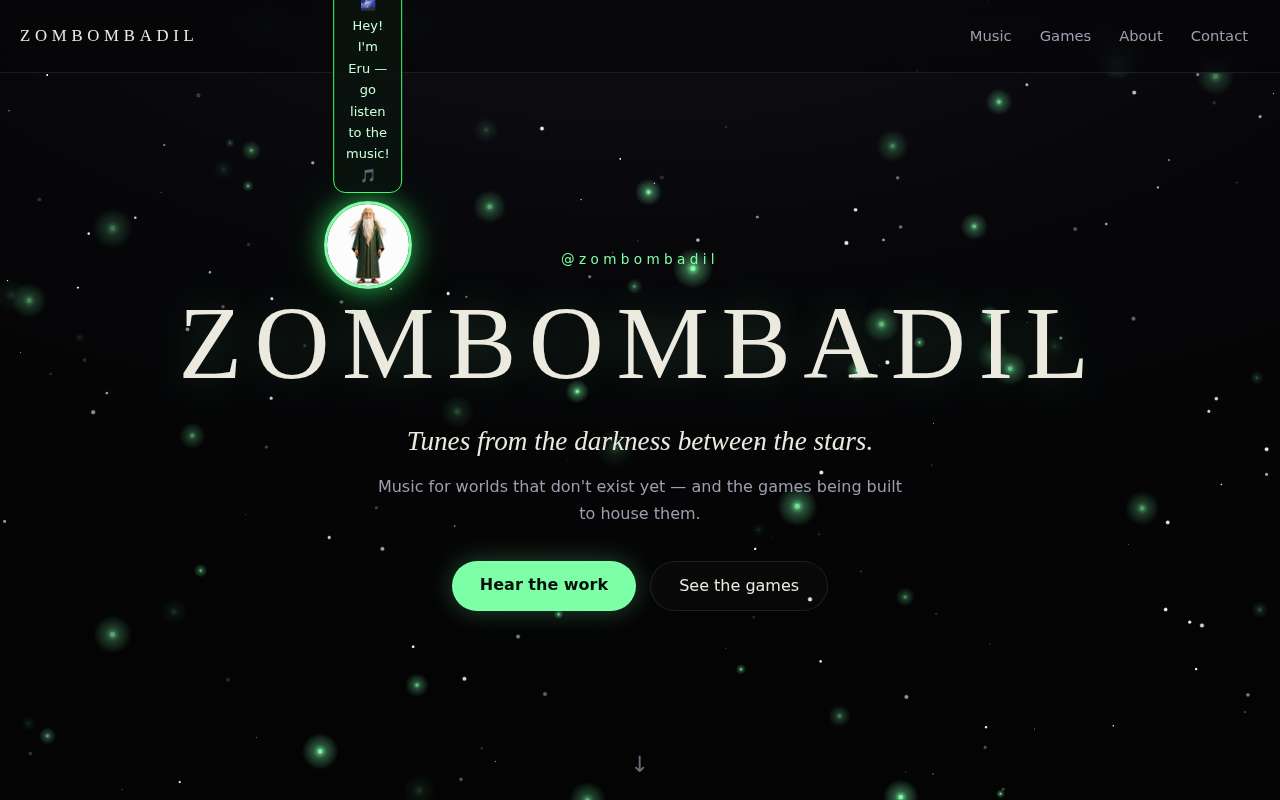 ZOMBOMBADIL
Music
Games
About
Contact
🌌
Hey!
I'm
Eru —
go
listen
to the
music!
🎵
@zombombadil
ZOMBOMBADIL
Tunes from the darkness between the stars.
Music for worlds that don't exist yet — and the games being built
to house them.
Hear the work
See the games
↓